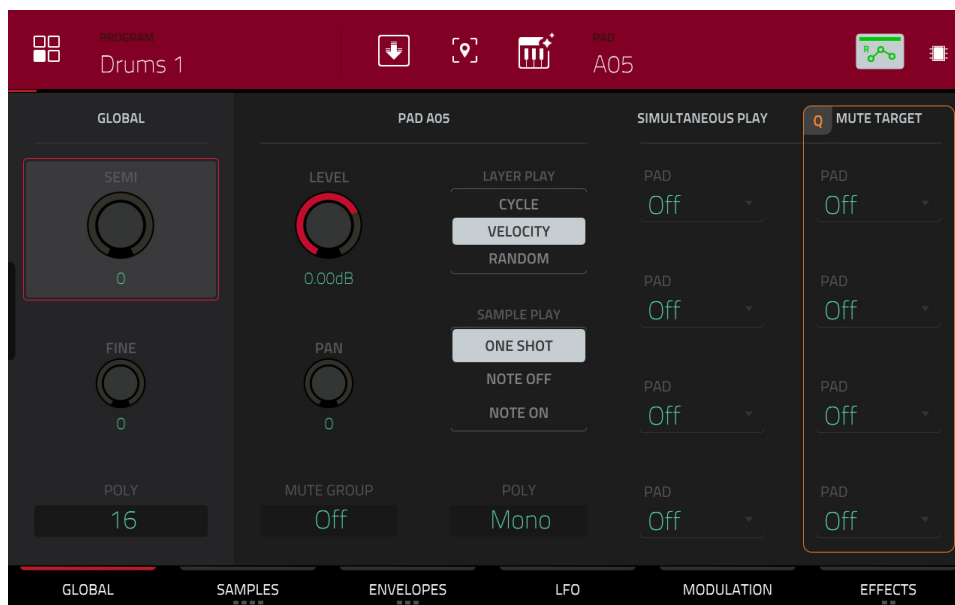 PROGRAM
Drums 1
PAD
A05
R
GLOBAL
SEMI
0
FINE
0
POLY
16
PAD A05
LEVEL
0.00dB
PAN
0
MUTE GROUP
Off
LAYER PLAY
CYCLE
VELOCITY
RANDOM
SAMPLE PLAY
ONE SHOT
NOTE OFF
NOTE ON
POLY
Mono
SIMULTANEOUS PLAY
PAD
Off
PAD
Off
PAD
Off
PAD
Off
Q MUTE TARGET
PAD
Off
PAD
Off
PAD
Off
PAD
Off
GLOBAL SAMPLES ENVELOPES LFO MODULATION EFFECTS